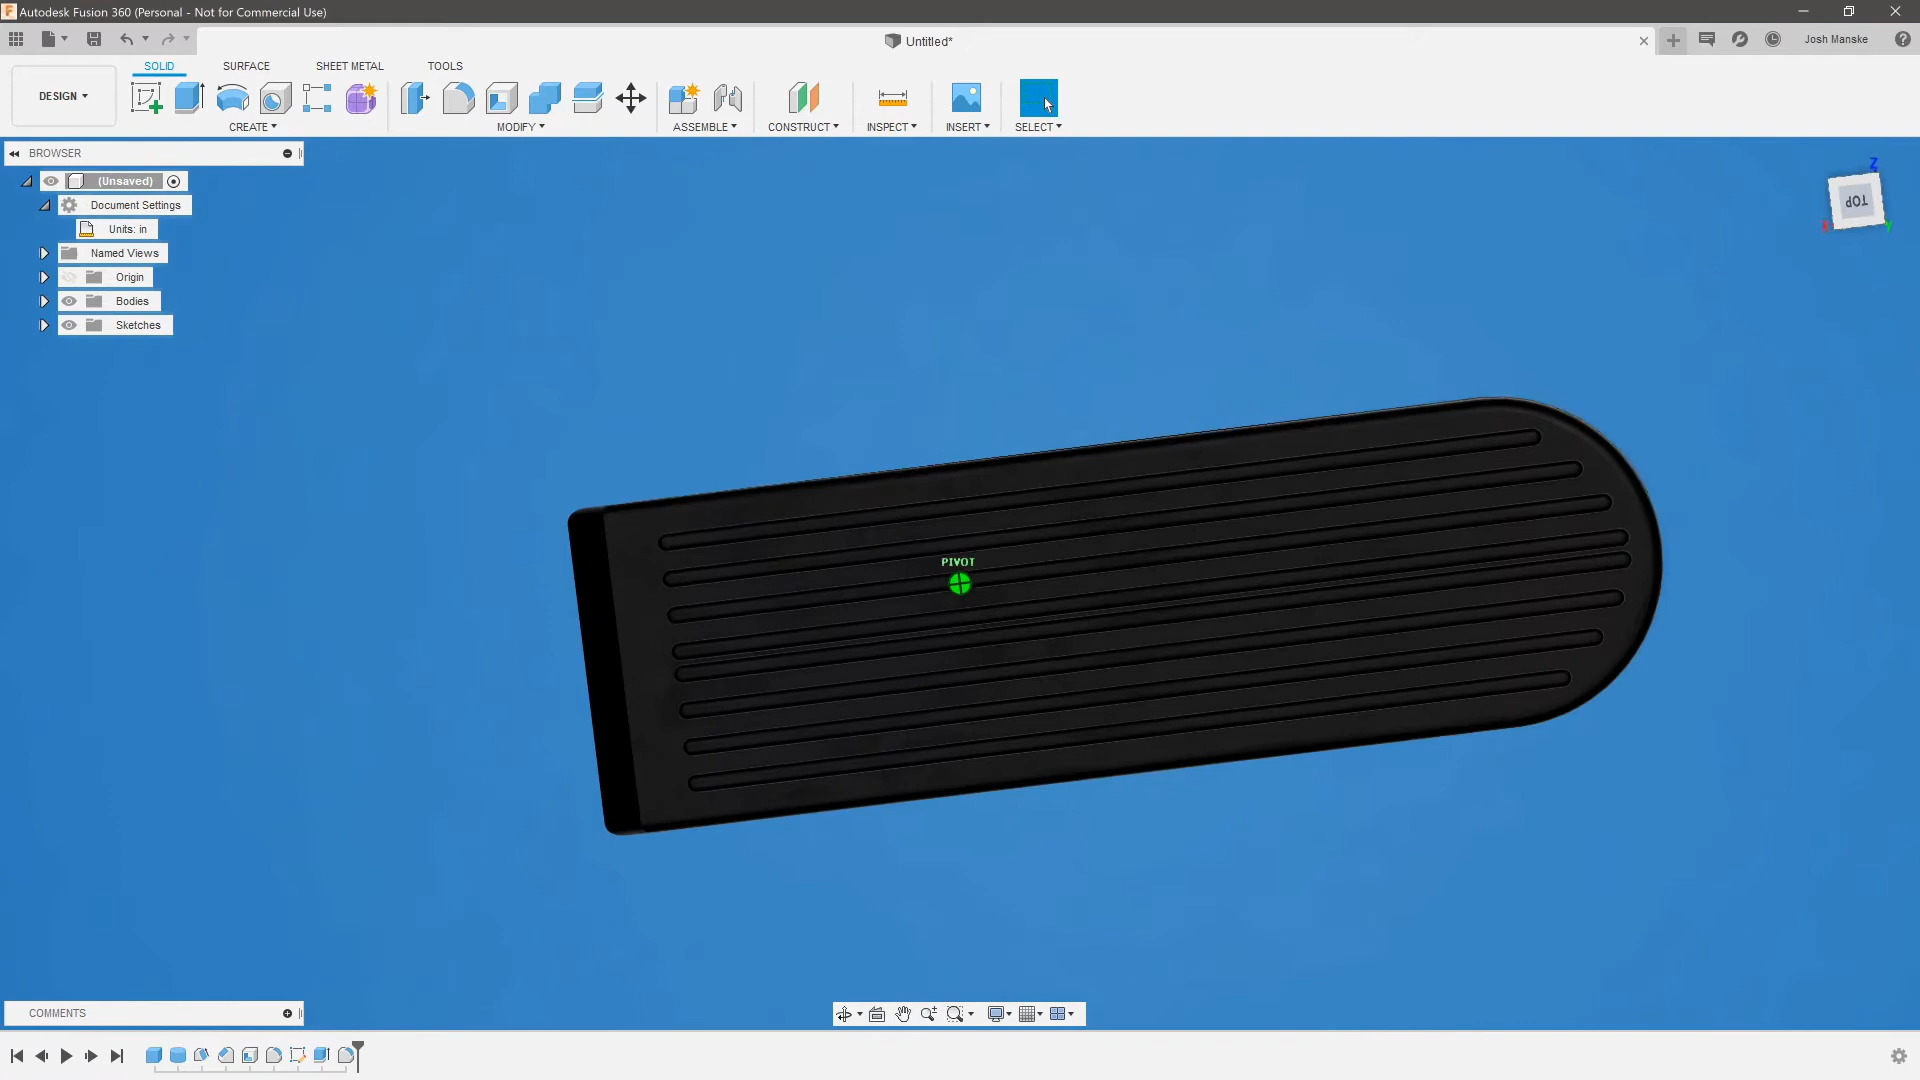 Autodesk Fusion 360 (Personal - Not for Commercial Use)
Untitled*
Josh Manske
SOLID
SURFACE
SHEET METAL
TOOLS
DESIGN
CREATE
MODIFY
ASSEMBLE
CONSTRUCT
INSPECT
INSERT
SELECT
BROWSER
(Unsaved)
Document Settings
Units: in
Named Views
Origin
Bodies
Sketches
Z
TOP
X
Y
PIVOT
COMMENTS